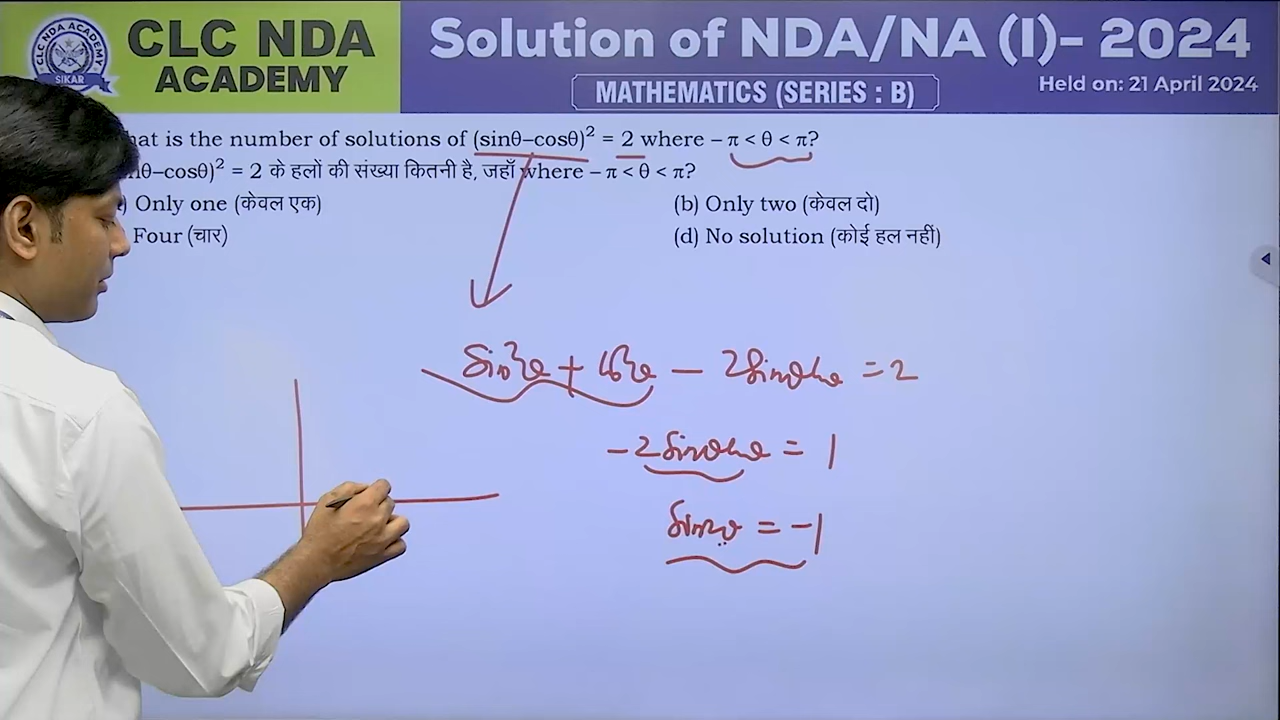 CLC NDA ACADEMY
SIKAR
CLC NDA
ACADEMY
Solution of NDA/NA (I)- 2024
MATHEMATICS (SERIES : B)
Held on: 21 April 2024
hat is the number of solutions of (sinθ–cosθ)² = 2 where – π < θ < π?
nθ–cosθ)² = 2 के हलों की संख्या कितनी है, जहाँ where – π < θ < π?
) Only one (केवल एक)
(b) Only two (केवल दो)
Four (चार)
(d) No solution (कोई हल नहीं)
sin²θ + cos²θ – 2sinθcosθ = 2
-2sinθcosθ = 1
sin2θ = -1